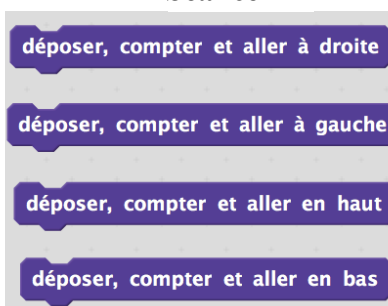 déposer, compter et aller à droite
déposer, compter et aller à gauche
déposer, compter et aller en haut
déposer, compter et aller en bas